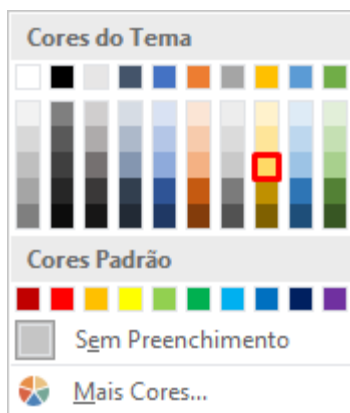 Cores do Tema
Cores Padrão
Sem Preenchimento
Mais Cores...